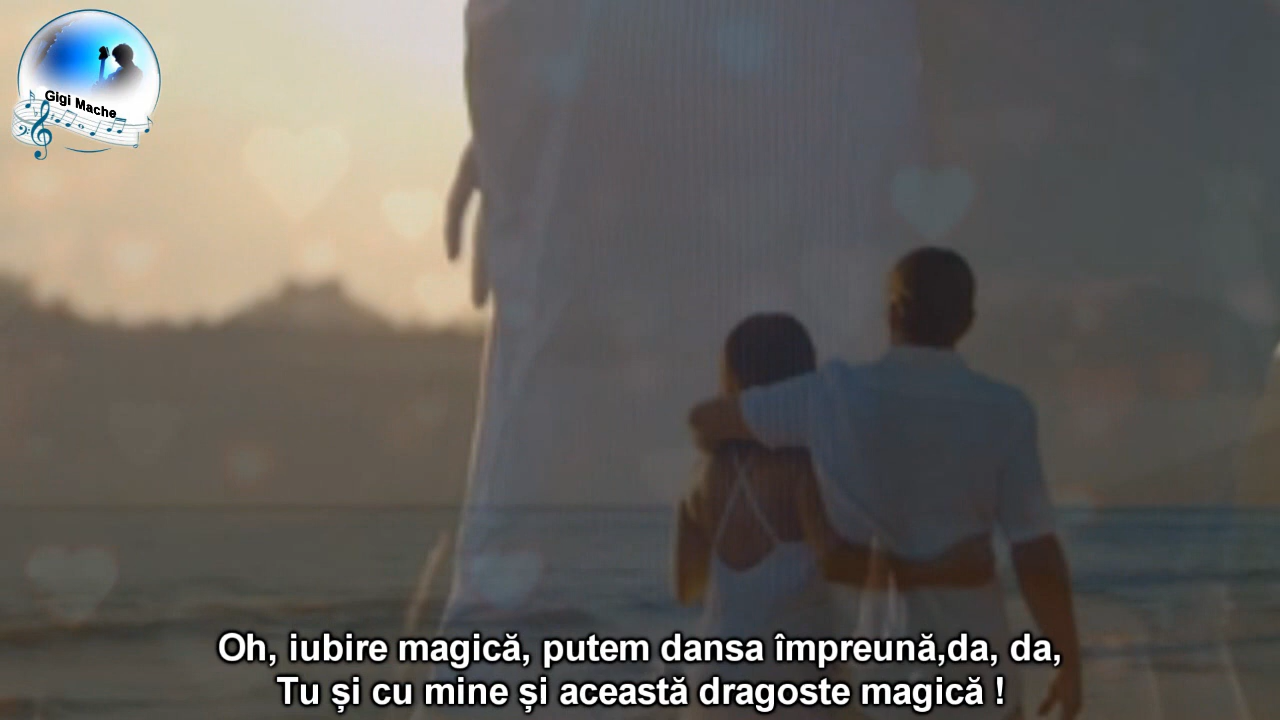 Gigi Mache
Oh, iubire magică, putem dansa împreună,da, da,
Tu și cu mine și această dragoste magică !